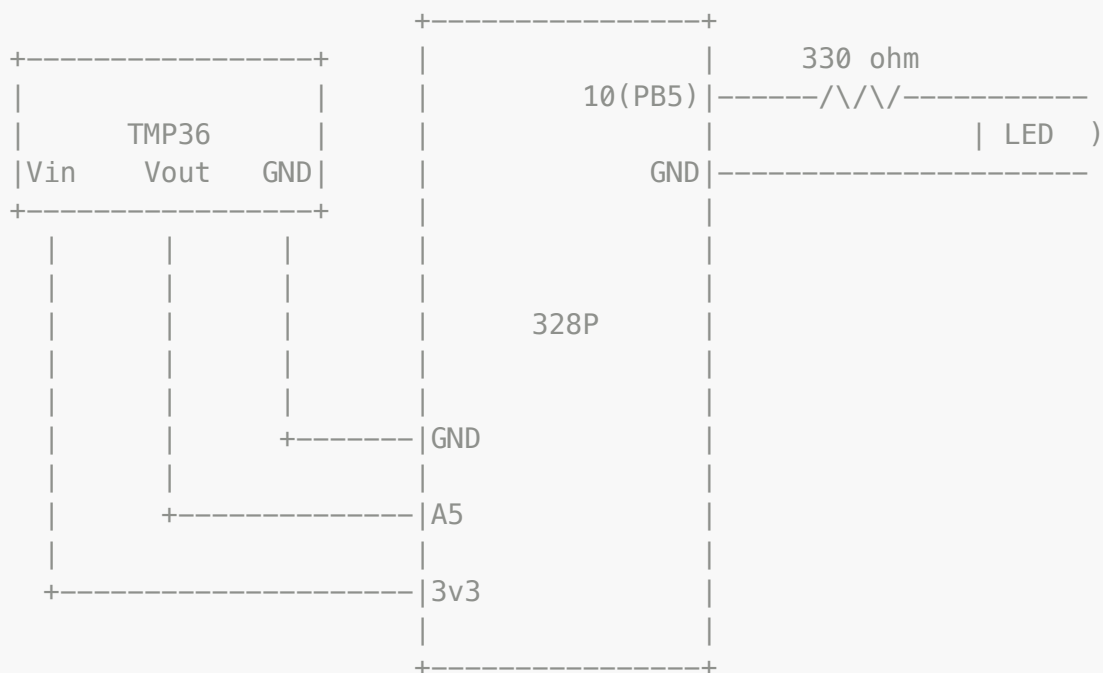 330 ohm
10(PB5)
TMP36
LED
Vin Vout GND
GND
328P
GND
A5
3v3